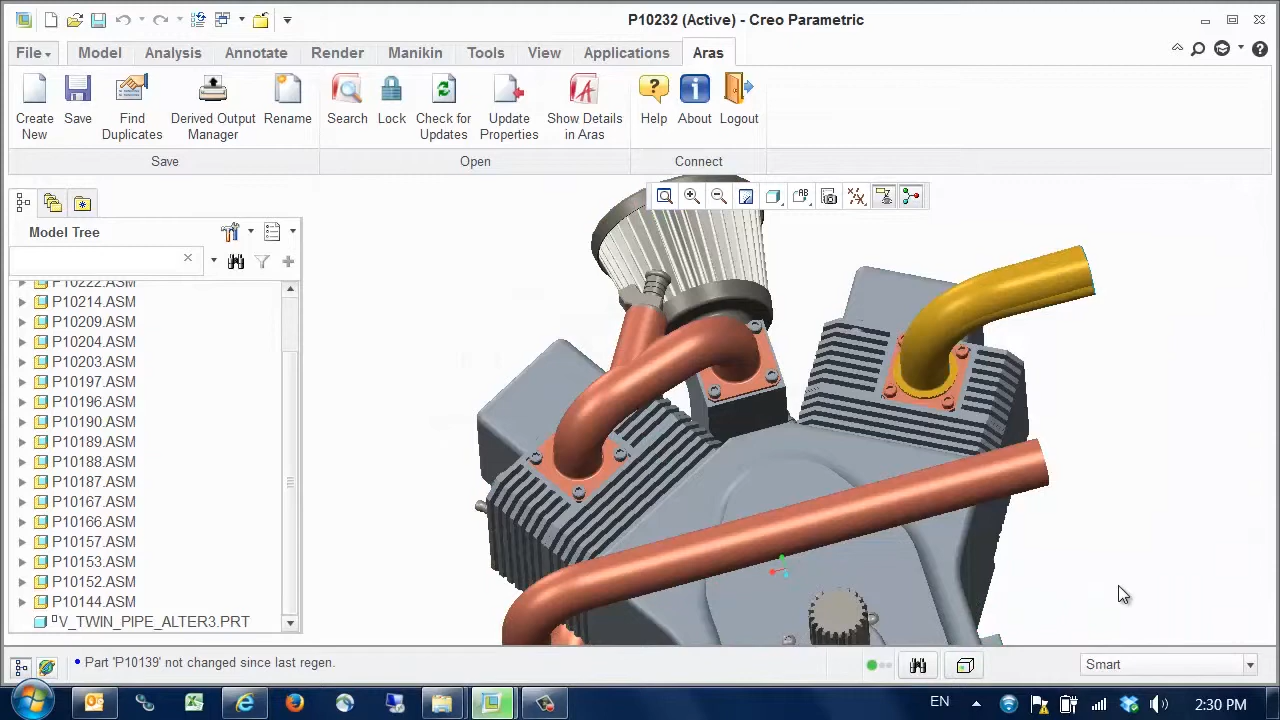 P10232 (Active) - Creo Parametric
File Model Analysis Annotate Render Manikin Tools View Applications Aras
Create New
Save
Find Duplicates
Derived Output Manager
Rename
Search
Lock
Check for Updates
Update Properties
Show Details in Aras
Help
About
Logout
Save
Open
Connect
Model Tree
P10222.ASM
P10214.ASM
P10209.ASM
P10204.ASM
P10203.ASM
P10197.ASM
P10196.ASM
P10190.ASM
P10189.ASM
P10188.ASM
P10187.ASM
P10167.ASM
P10166.ASM
P10157.ASM
P10153.ASM
P10152.ASM
P10144.ASM
V_TWIN_PIPE_ALTER3.PRT
• Part 'P10139' not changed since last regen.
Smart
EN
2:30 PM